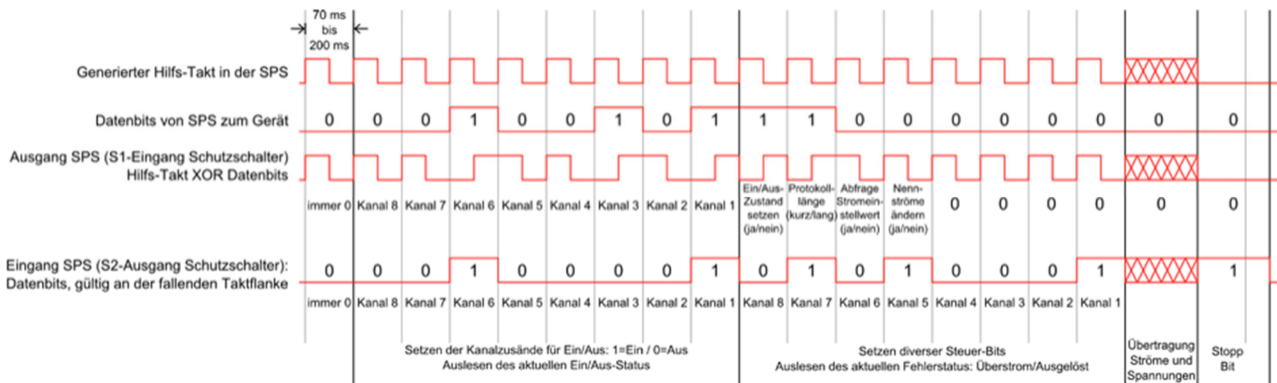 70 ms
bis
200 ms
Generierter Hilfs-Takt in der SPS
Datenbits von SPS zum Gerät
0 0 0 1 0 0 1 0 1 1 1 0 0 0 0 0 0 0 0
Ausgang SPS (S1-Eingang Schutzschalter)
Hilfs-Takt XOR Datenbits
immer 0 Kanal 8 Kanal 7 Kanal 6 Kanal 5 Kanal 4 Kanal 3 Kanal 2 Kanal 1
Ein/Aus-
Zustand
setzen
(ja/nein)
Protokoll-
länge
(kurz/lang)
Abfrage
Stromein-
stellwert
(ja/nein)
Nenn-
ströme
ändern
(ja/nein)
0 0 0 0 0 0
Eingang SPS (S2-Ausgang Schutzschalter):
Datenbits, gültig an der fallenden Taktflanke
0 0 0 1 0 0 0 0 1 0 1 0 1 0 0 0 1 1
immer 0 Kanal 8 Kanal 7 Kanal 6 Kanal 5 Kanal 4 Kanal 3 Kanal 2 Kanal 1 Kanal 8 Kanal 7 Kanal 6 Kanal 5 Kanal 4 Kanal 3 Kanal 2 Kanal 1
Setzen der Kanalzusände für Ein/Aus: 1=Ein / 0=Aus
Auslesen des aktuellen Ein/Aus-Status
Setzen diverser Steuer-Bits
Auslesen des aktuellen Fehlerstatus: Überstrom/Ausgelöst
Übertragung
Ströme und
Spannungen
Stopp
Bit